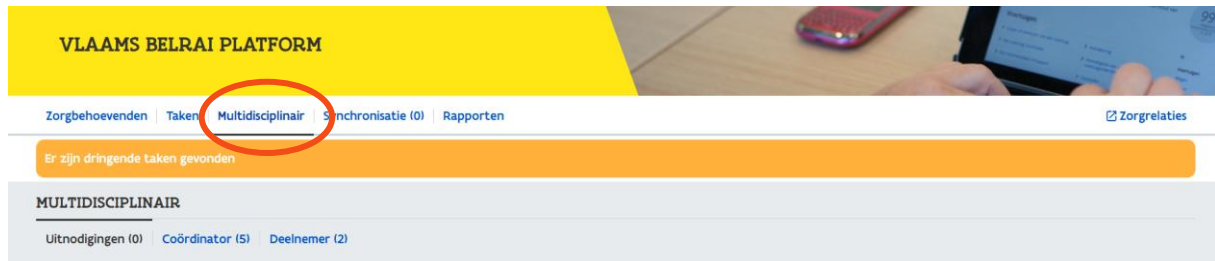 VLAAMS BELRAI PLATFORM
Zorgbehoevenden Taken Multidisciplinair Synchronisatie (0) Rapporten Zorgrelaties
Er zijn dringende taken gevonden
MULTIDISCIPLINAIR
Uitnodigingen (0) Coördinator (5) Deelnemer (2)